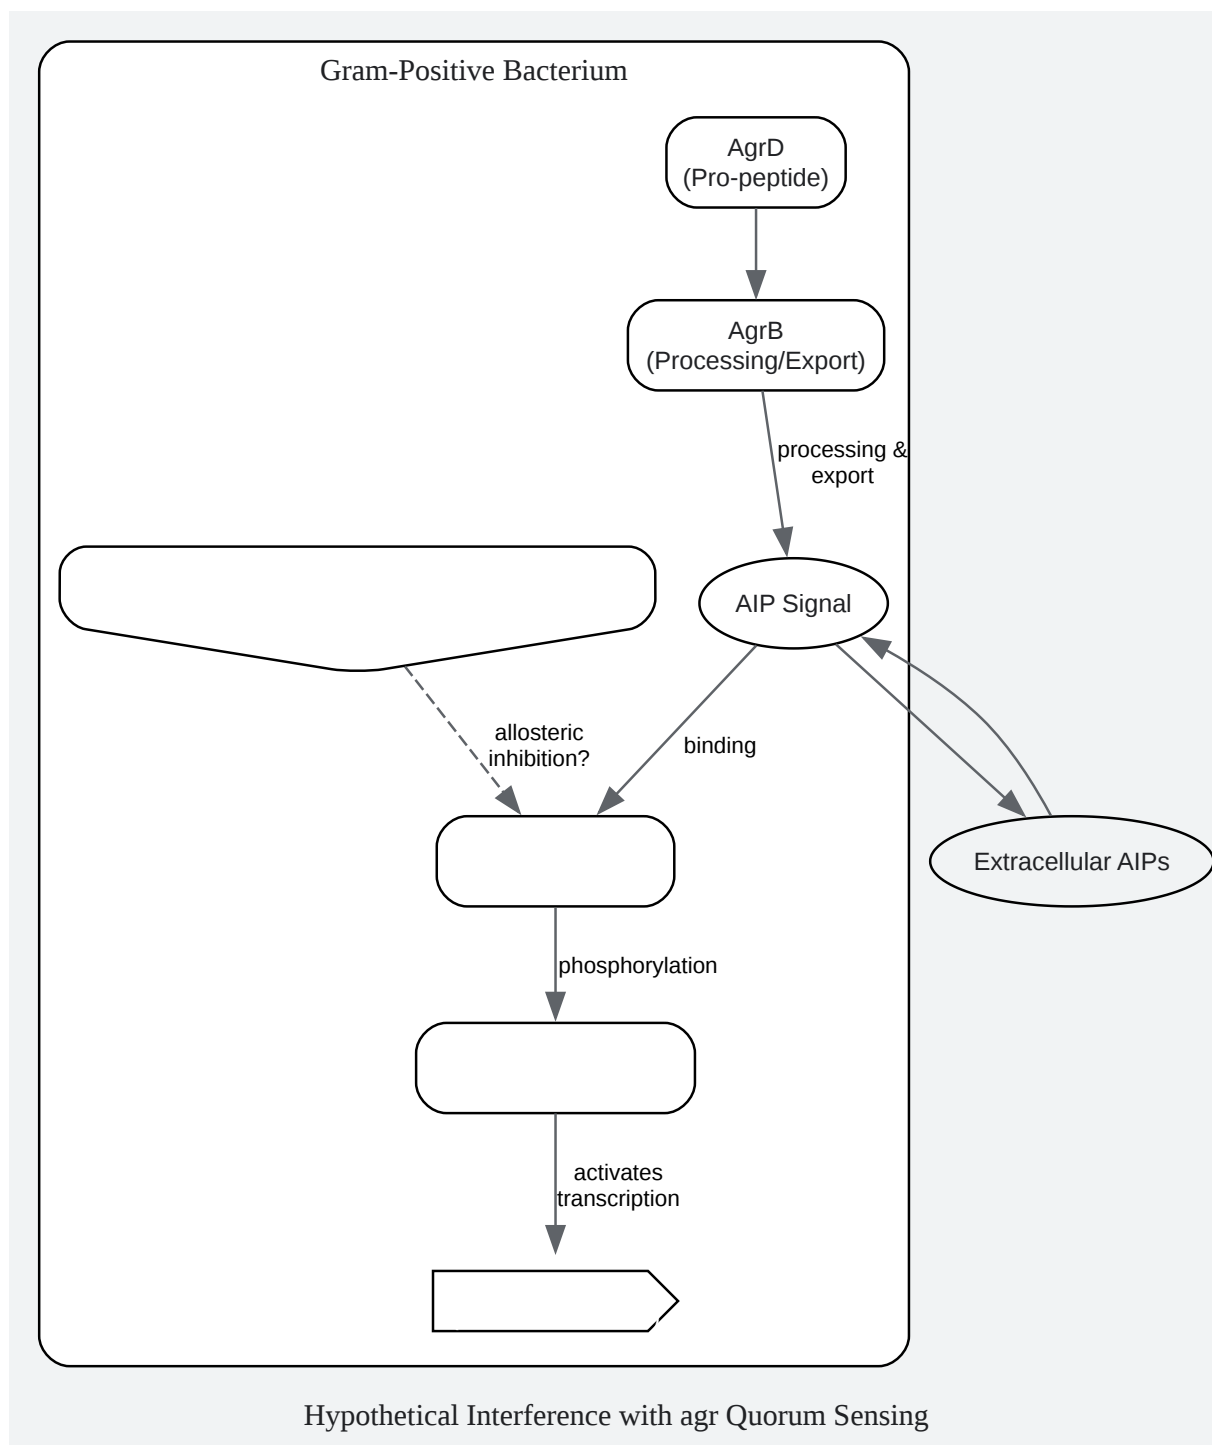 Gram-Positive Bacterium
AgrD
(Pro-peptide)
AgrB
(Processing/Export)
processing &
export
AIP Signal
allosteric
inhibition?
binding
Extracellular AIPs
phosphorylation
activates
transcription
Hypothetical Interference with agr Quorum Sensing